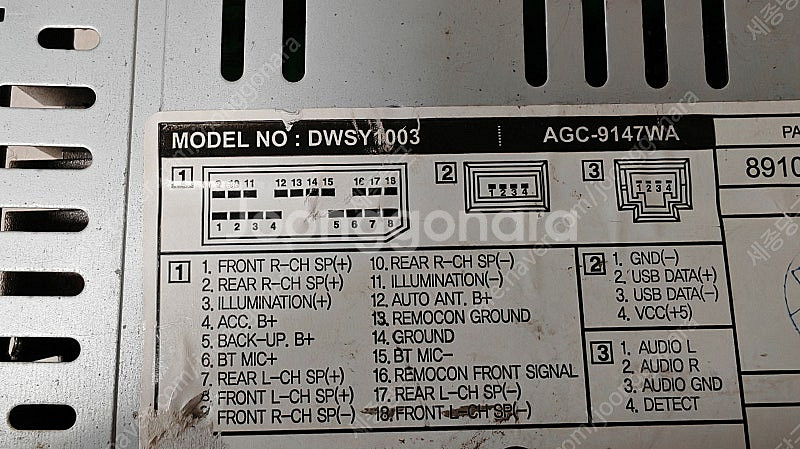 MODEL NO : DWSY1003 AGC-9147WA PA
8910
1 2 3
9 10 11 12 13 14 15 16 17 18
1 2 3 4 5 6 7 8
1 2 3 4
1 2 3 4
1
1. FRONT R-CH SP(+)
2. REAR R-CH SP(+)
3. ILLUMINATION(+)
4. ACC. B+
5. BACK-UP. B+
6. BT MIC+
7. REAR L-CH SP(+)
8. FRONT L-CH SP(+)
9. FRONT R-CH SP(-)
10. REAR R-CH SP(-)
11. ILLUMINATION(-)
12. AUTO ANT. B+
13. REMOCON GROUND
14. GROUND
15. BT MIC-
16. REMOCON FRONT SIGNAL
17. REAR L-CH SP(-)
18. FRONT L-CH SP(-)
2
1. GND(-)
2. USB DATA(+)
3. USB DATA(-)
4. VCC(+5)
3
1. AUDIO L
2. AUDIO R
3. AUDIO GND
4. DETECT
joonggonara